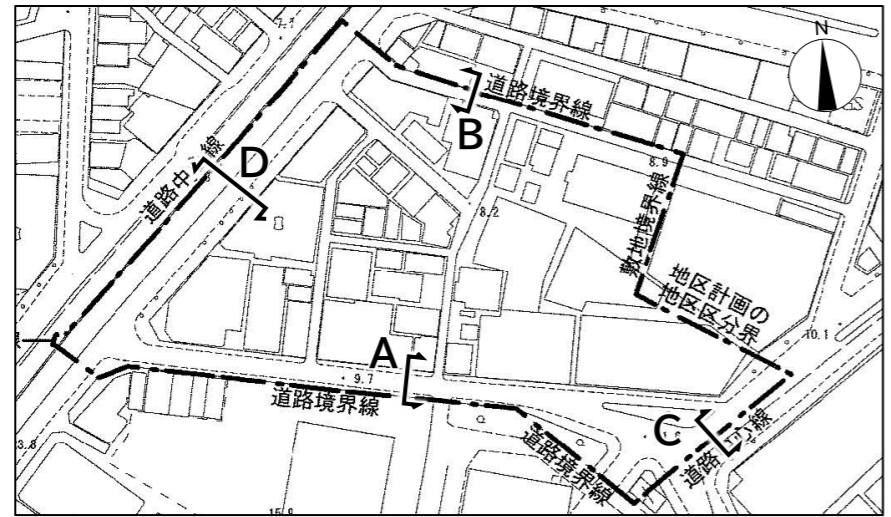 N
道路境界線
B
8.9
D
道路中心線
敷地境界線
8.2
地区計画の
地区区分界
10.1
A
9.7
道路境界線
C
道路中心線
道路境界線
3.8